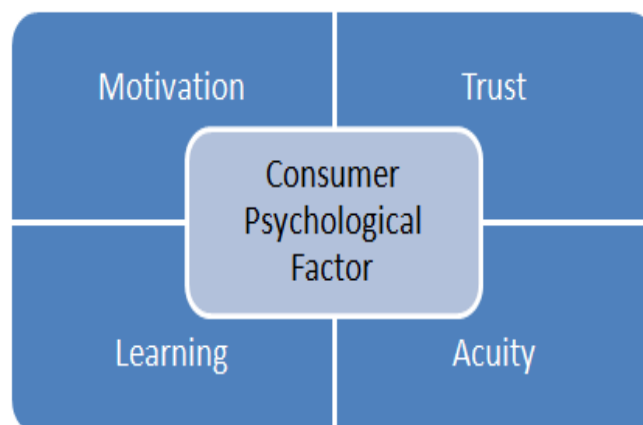 Motivation
Trust
Consumer
Psychological
Factor
Learning
Acuity